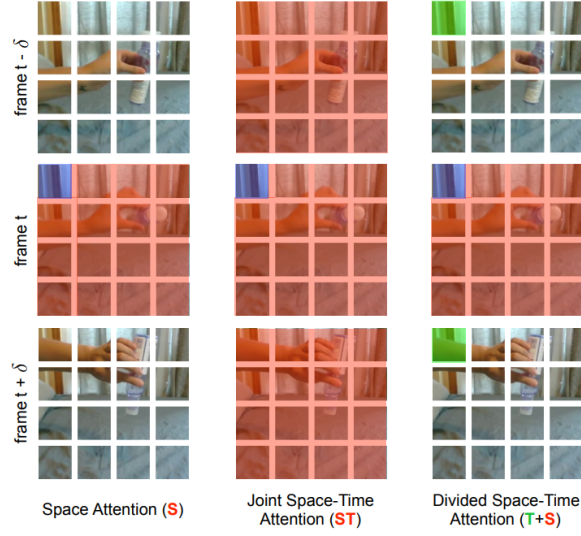 frame t - δ
frame t
frame t + δ
Space Attention (S)
Joint Space-Time
Attention (ST)
Divided Space-Time
Attention (T+S)